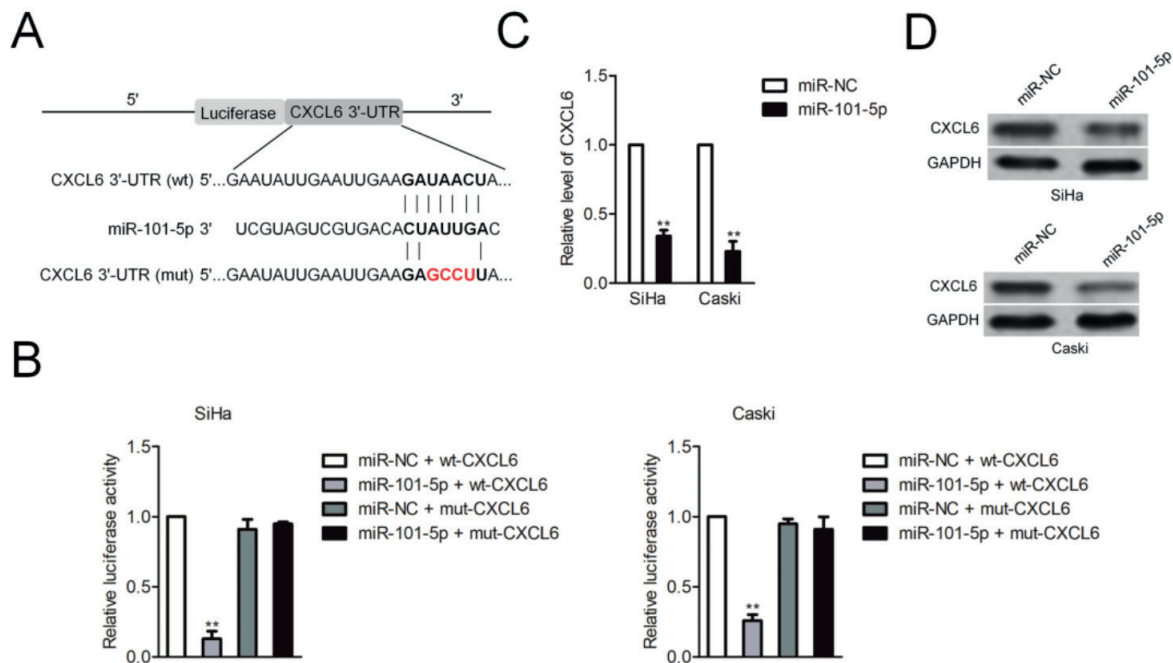 A
5' Luciferase CXCL6 3'-UTR 3'
CXCL6 3'-UTR (wt) 5'...GAAUAUUGAAUUGAAGAUAACUA...
miR-101-5p 3' UCGUAGUCGUGACACUAUUGAC
CXCL6 3'-UTR (mut) 5'...GAAUAUUGAAUUGAAGAGCCUUA...
C
Relative level of CXCL6
1.5
1.0
0.5
0.0
** **
SiHa Caski
miR-NC
miR-101-5p
D
miR-NC miR-101-5p
CXCL6
GAPDH
SiHa
miR-NC miR-101-5p
CXCL6
GAPDH
Caski
B
SiHa
Relative luciferase activity
1.5
1.0
0.5
0.0
**
miR-NC + wt-CXCL6
miR-101-5p + wt-CXCL6
miR-NC + mut-CXCL6
miR-101-5p + mut-CXCL6
Caski
Relative luciferase activity
1.5
1.0
0.5
0.0
**
miR-NC + wt-CXCL6
miR-101-5p + wt-CXCL6
miR-NC + mut-CXCL6
miR-101-5p + mut-CXCL6